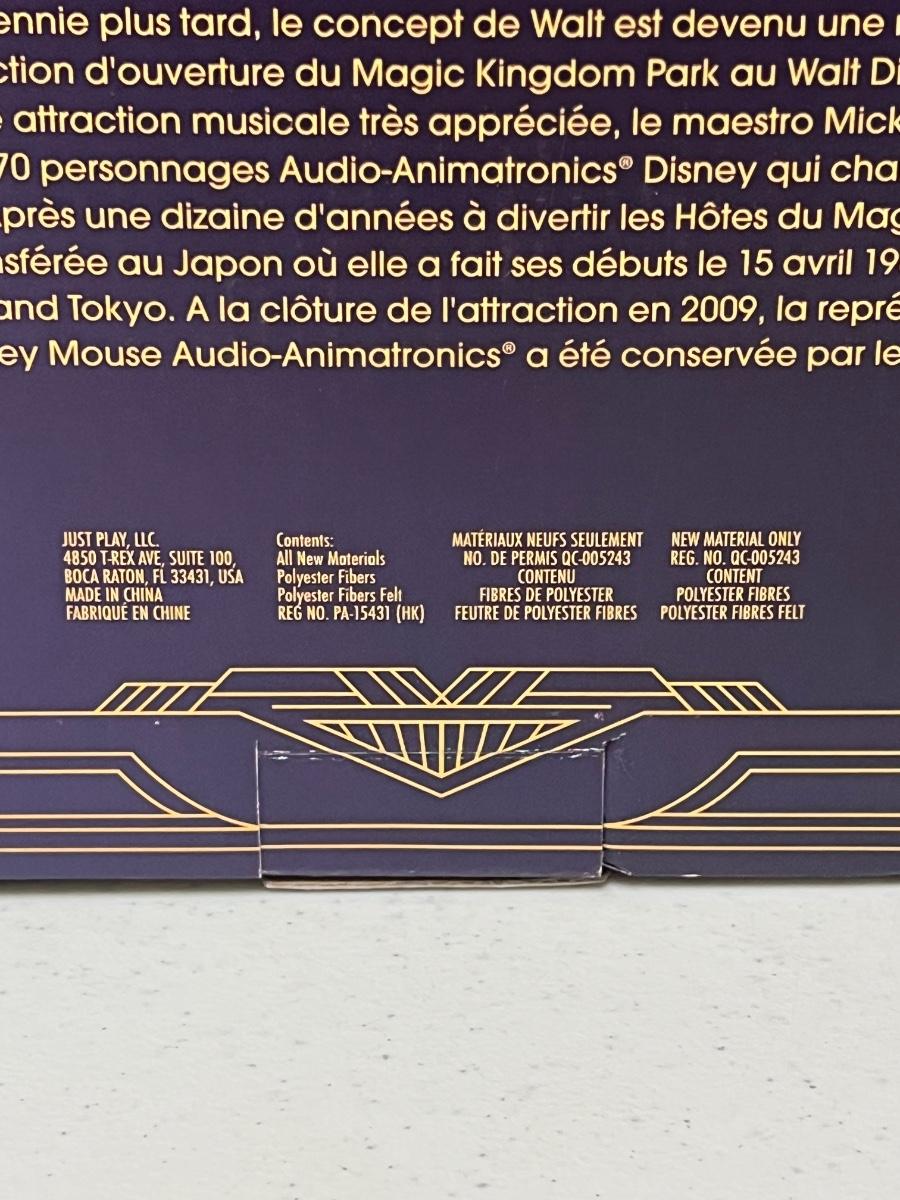 ennie plus tard, le concept de Walt est devenu une
ction d'ouverture du Magic Kingdom Park au Walt Di
attraction musicale très appréciée, le maestro Mick
70 personnages Audio-Animatronics® Disney qui cha
près une dizaine d'années à divertir les Hôtes du Mag
nsférée au Japon où elle a fait ses débuts le 15 avril 19
and Tokyo. A la clôture de l'attraction en 2009, la repré
ey Mouse Audio-Animatronics® a été conservée par le
JUST PLAY, LLC.
4850 T-REX AVE, SUITE 100,
BOCA RATON, FL 33431, USA
MADE IN CHINA
FABRIQUÉ EN CHINE
Contents:
All New Materials
Polyester Fibers
Polyester Fibers Felt
REG NO. PA-15431 (HK)
MATÉRIAUX NEUFS SEULEMENT
NO. DE PERMIS QC-005243
CONTENU
FIBRES DE POLYESTER
FEUTRE DE POLYESTER FIBRES
NEW MATERIAL ONLY
REG. NO. QC-005243
CONTENT
POLYESTER FIBRES
POLYESTER FIBRES FELT